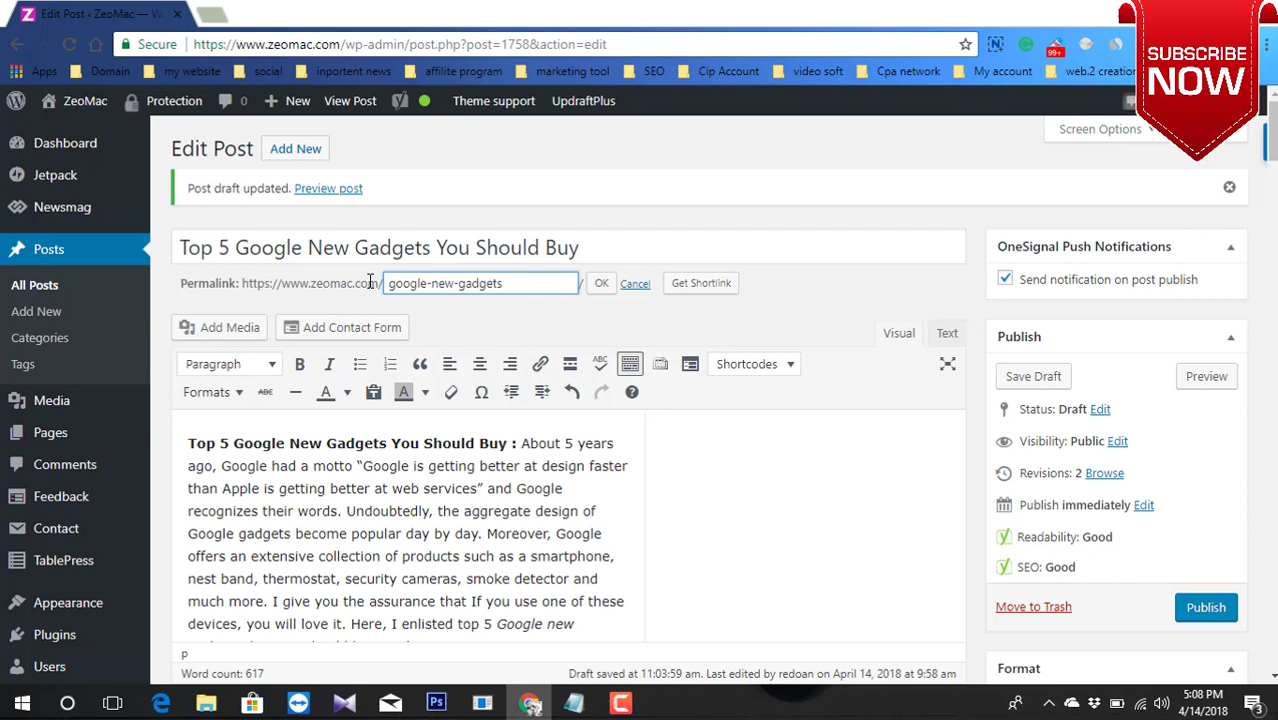 Edit Post ‹ ZeoMac — W
Secure
https://www.zeomac.com/wp-admin/post.php?post=1758&action=edit
99+
SUBSCRIBE
NOW
Apps
Domain
my website
social
inportent news
affilite program
marketing tool
SEO
Cip Account
video soft
Cpa network
My account
web.2 creation
ZeoMac
Protection
0
New
View Post
Theme support
UpdraftPlus
Dashboard
Jetpack
Newsmag
Posts
All Posts
Add New
Categories
Tags
Media
Pages
Comments
Feedback
Contact
TablePress
Appearance
Plugins
Users
Screen Options
Edit Post
Add New
Post draft updated. Preview post
Top 5 Google New Gadgets You Should Buy
Permalink: https://www.zeomac.com/ google-new-gadgets / OK Cancel Get Shortlink
Add Media
Add Contact Form
Visual
Text
Paragraph
B
I
ABC
Shortcodes
Formats
ABC
A
A
Ω
Top 5 Google New Gadgets You Should Buy : About 5 years
ago, Google had a motto “Google is getting better at design faster
than Apple is getting better at web services” and Google
recognizes their words. Undoubtedly, the aggregate design of
Google gadgets become popular day by day. Moreover, Google
offers an extensive collection of products such as a smartphone,
nest band, thermostat, security cameras, smoke detector and
much more. I give you the assurance that If you use one of these
devices, you will love it. Here, I enlisted top 5 Google new
p
Word count: 617
Draft saved at 11:03:59 am. Last edited by redoan on April 14, 2018 at 9:58 am
OneSignal Push Notifications
Send notification on post publish
Publish
Save Draft
Preview
Status: Draft Edit
Visibility: Public Edit
Revisions: 2 Browse
Publish immediately Edit
Readability: Good
SEO: Good
Move to Trash
Publish
Format
Ps
5:08 PM
4/14/2018
3